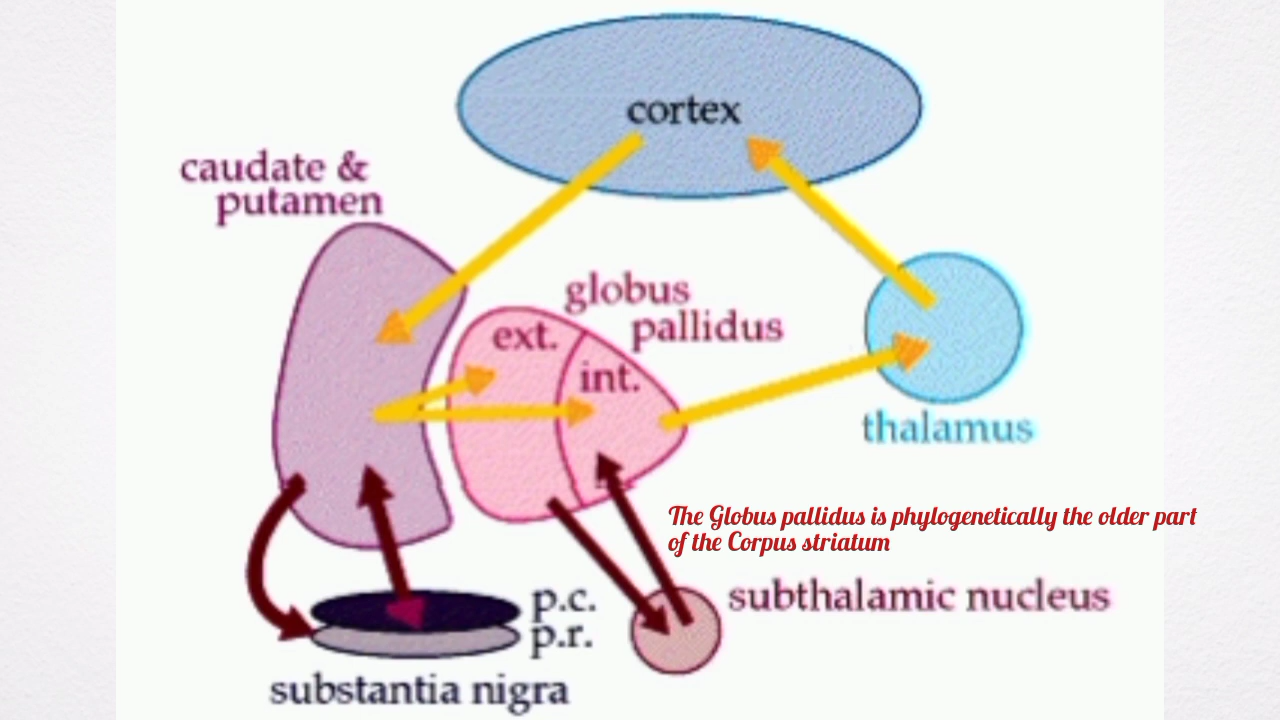 cortex
caudate &
putamen
globus
pallidus
ext.
int.
thalamus
The Globus pallidus is phylogenetically the older part
of the Corpus striatum
p.c.
subthalamic nucleus
p.r.
substantia nigra